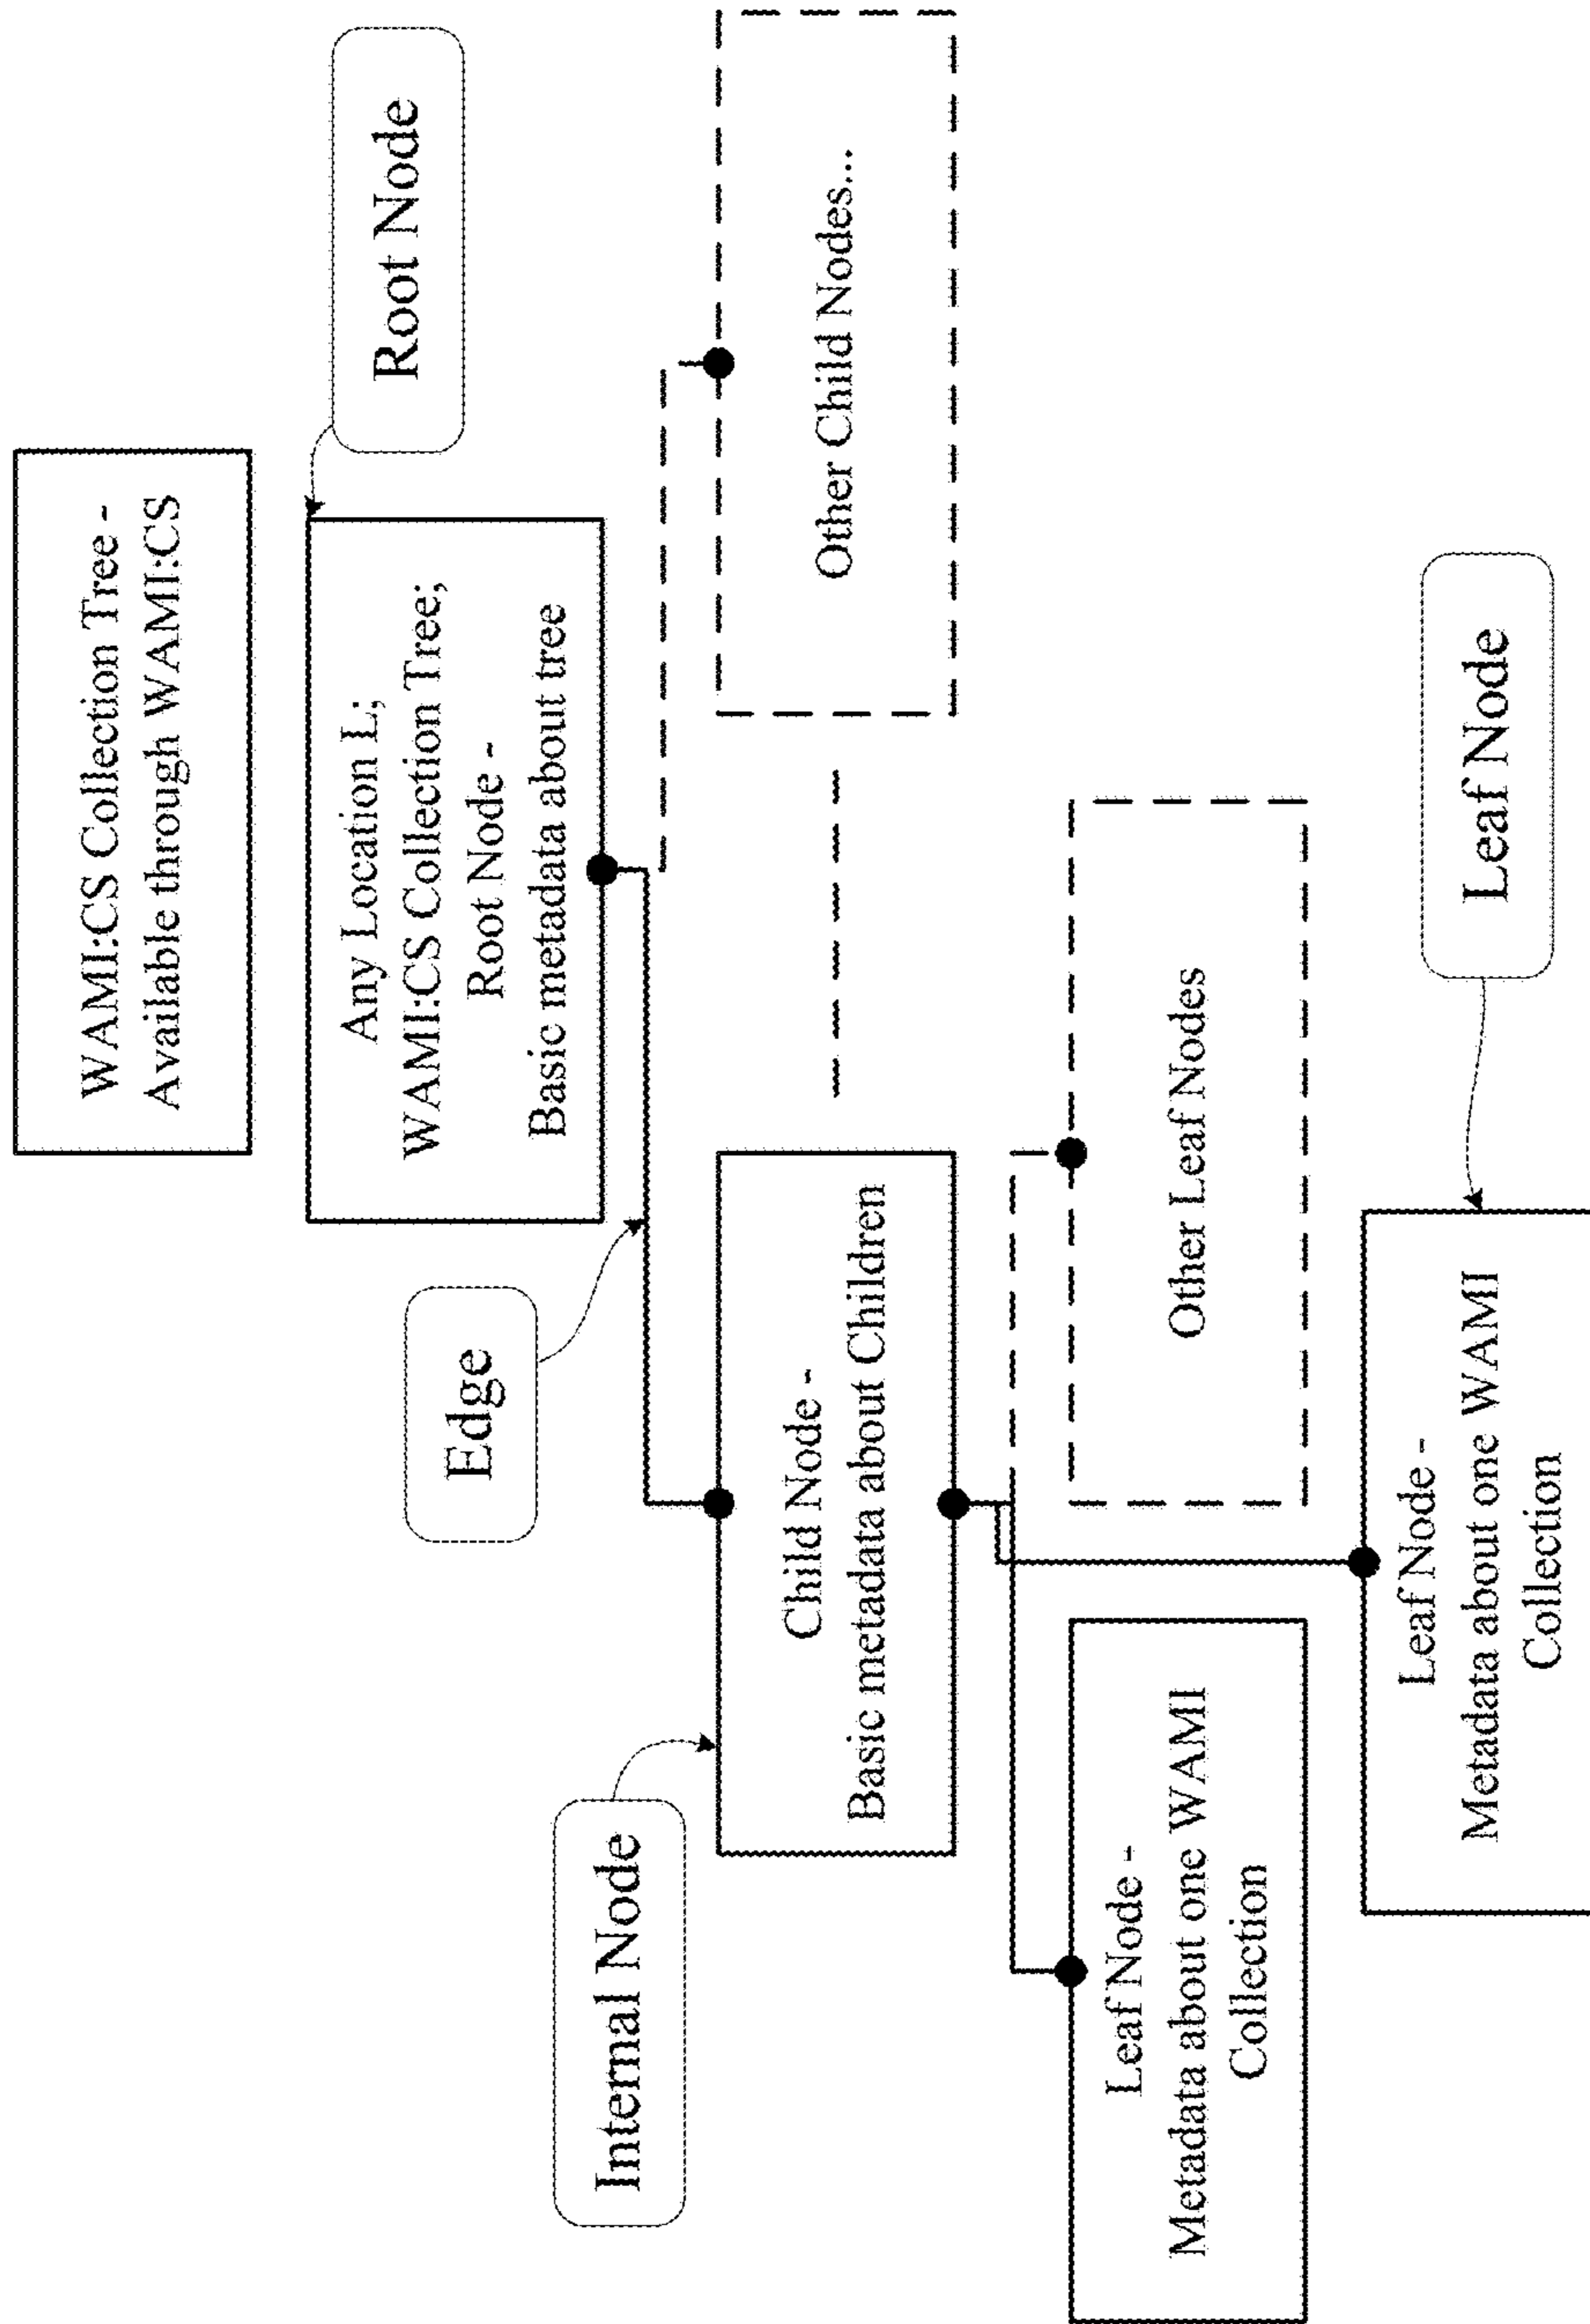 WAMI:CS Collection Tree -
Available through WAMI:CS
Root Node
Any Location L;
WAMI:CS Collection Tree;
Root Node -
Basic metadata about tree
Edge
Internal Node
Child Node -
Basic metadata about Children
Other Child Nodes...
Leaf Node -
Metadata about one WAMI
Collection
Other Leaf Nodes
Leaf Node -
Metadata about one WAMI
Collection
Leaf Node